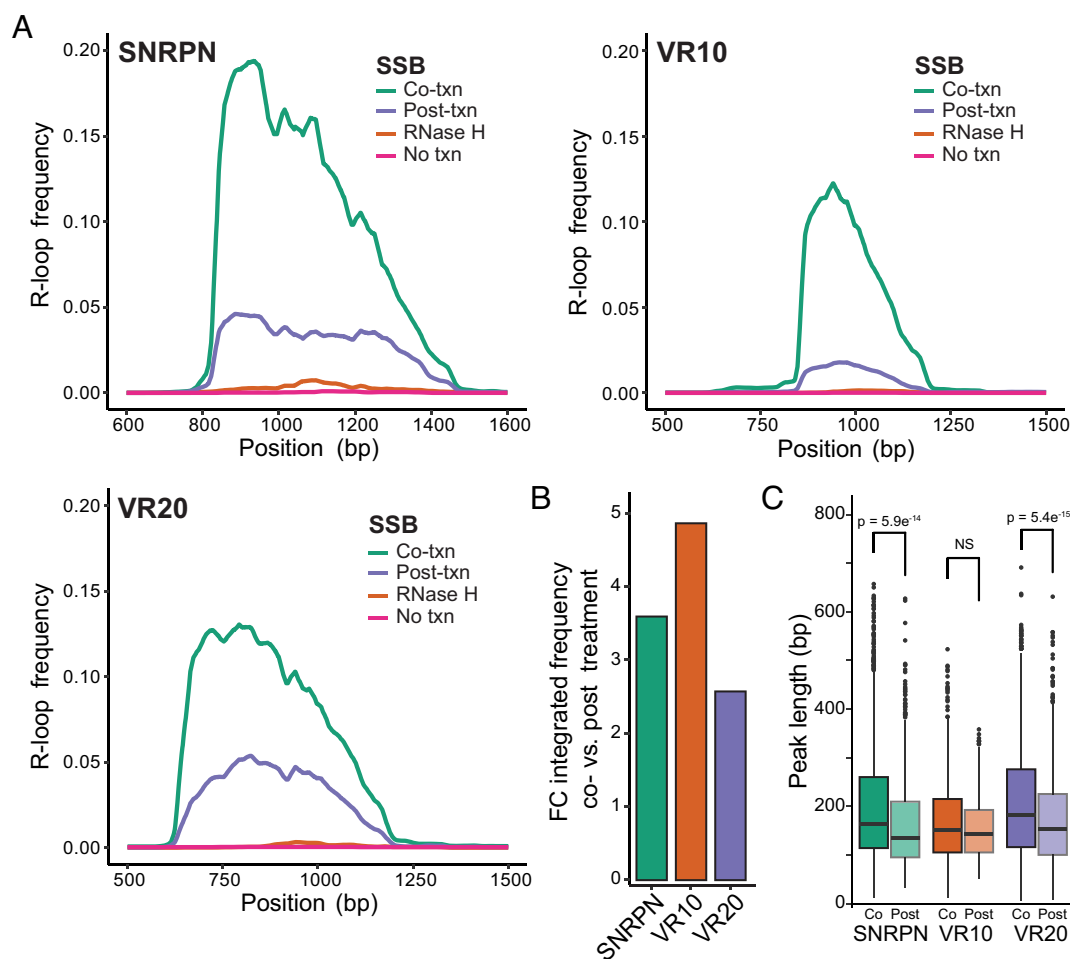 A
SNRPN
SSB
Co-txn
Post-txn
RNase H
No txn
R-loop frequency
0.20
0.15
0.10
0.05
0.00
600 800 1000 1200 1400 1600
Position (bp)
VR10
SSB
Co-txn
Post-txn
RNase H
No txn
R-loop frequency
0.20
0.15
0.10
0.05
0.00
500 750 1000 1250 1500
Position (bp)
VR20
SSB
Co-txn
Post-txn
RNase H
No txn
R-loop frequency
0.20
0.15
0.10
0.05
0.00
500 750 1000 1250 1500
Position (bp)
B
FC integrated frequency
co- vs. post treatment
5
4
3
2
1
0
SNRPN
VR10
VR20
C
Peak length (bp)
800
600
400
200
0
p = 5.9e-14
NS
p = 5.4e-15
Co Post Co Post Co Post
SNRPN VR10 VR20